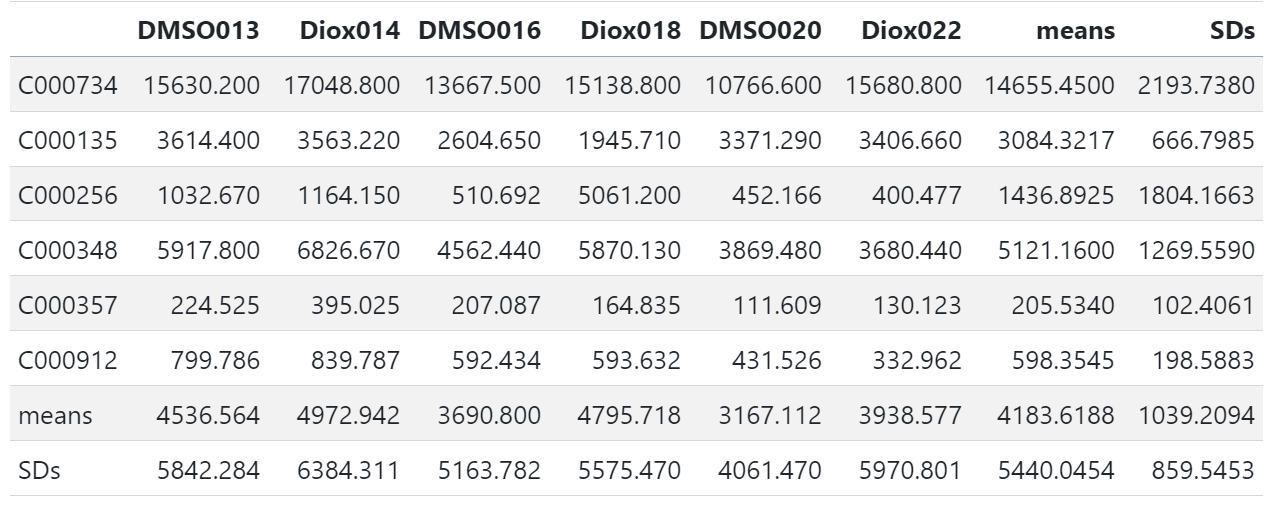 DMSO013 Diox014 DMSO016 Diox018 DMSO020 Diox022 means SDs
C000734 15630.200 17048.800 13667.500 15138.800 10766.600 15680.800 14655.4500 2193.7380
C000135 3614.400 3563.220 2604.650 1945.710 3371.290 3406.660 3084.3217 666.7985
C000256 1032.670 1164.150 510.692 5061.200 452.166 400.477 1436.8925 1804.1663
C000348 5917.800 6826.670 4562.440 5870.130 3869.480 3680.440 5121.1600 1269.5590
C000357 224.525 395.025 207.087 164.835 111.609 130.123 205.5340 102.4061
C000912 799.786 839.787 592.434 593.632 431.526 332.962 598.3545 198.5883
means 4536.564 4972.942 3690.800 4795.718 3167.112 3938.577 4183.6188 1039.2094
SDs 5842.284 6384.311 5163.782 5575.470 4061.470 5970.801 5440.0454 859.5453